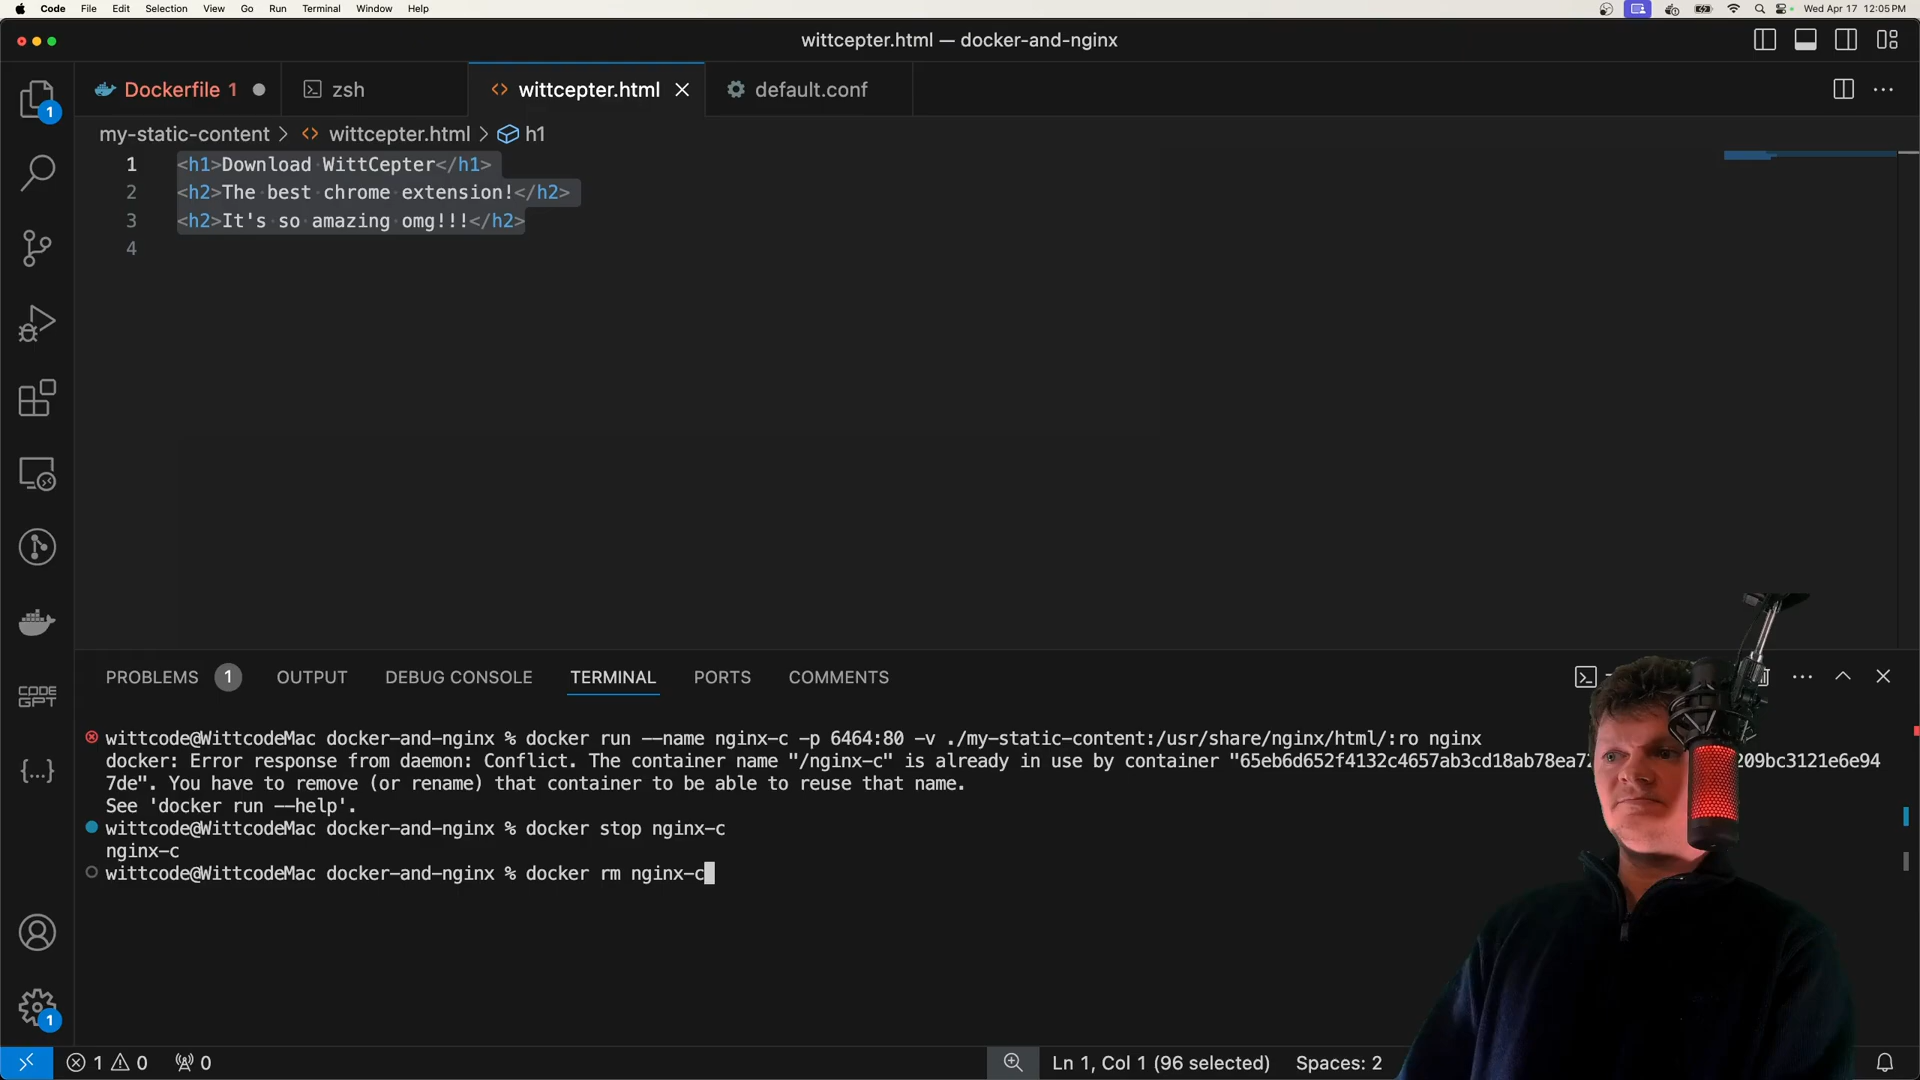 Code File Edit Selection View Go Run Terminal Window Help Wed Apr 17 12:05 PM
wittcepter.html — docker-and-nginx
Dockerfile 1 zsh wittcepter.html default.conf
1
my-static-content > wittcepter.html > h1
1 <h1>Download WittCepter</h1>
2 <h2>The best chrome extension!</h2>
3 <h2>It's so amazing omg!!!</h2>
4
CODE
GPT
{...}
PROBLEMS 1 OUTPUT DEBUG CONSOLE TERMINAL PORTS COMMENTS
wittcode@WittcodeMac docker-and-nginx % docker run --name nginx-c -p 6464:80 -v ./my-static-content:/usr/share/nginx/html/:ro nginx
docker: Error response from daemon: Conflict. The container name "/nginx-c" is already in use by container "65eb6d652f4132c4657ab3cd18ab78ea7 209bc3121e6e94
7de". You have to remove (or rename) that container to be able to reuse that name.
See 'docker run --help'.
wittcode@WittcodeMac docker-and-nginx % docker stop nginx-c
nginx-c
wittcode@WittcodeMac docker-and-nginx % docker rm nginx-c
1
1 0 0 Ln 1, Col 1 (96 selected) Spaces: 2